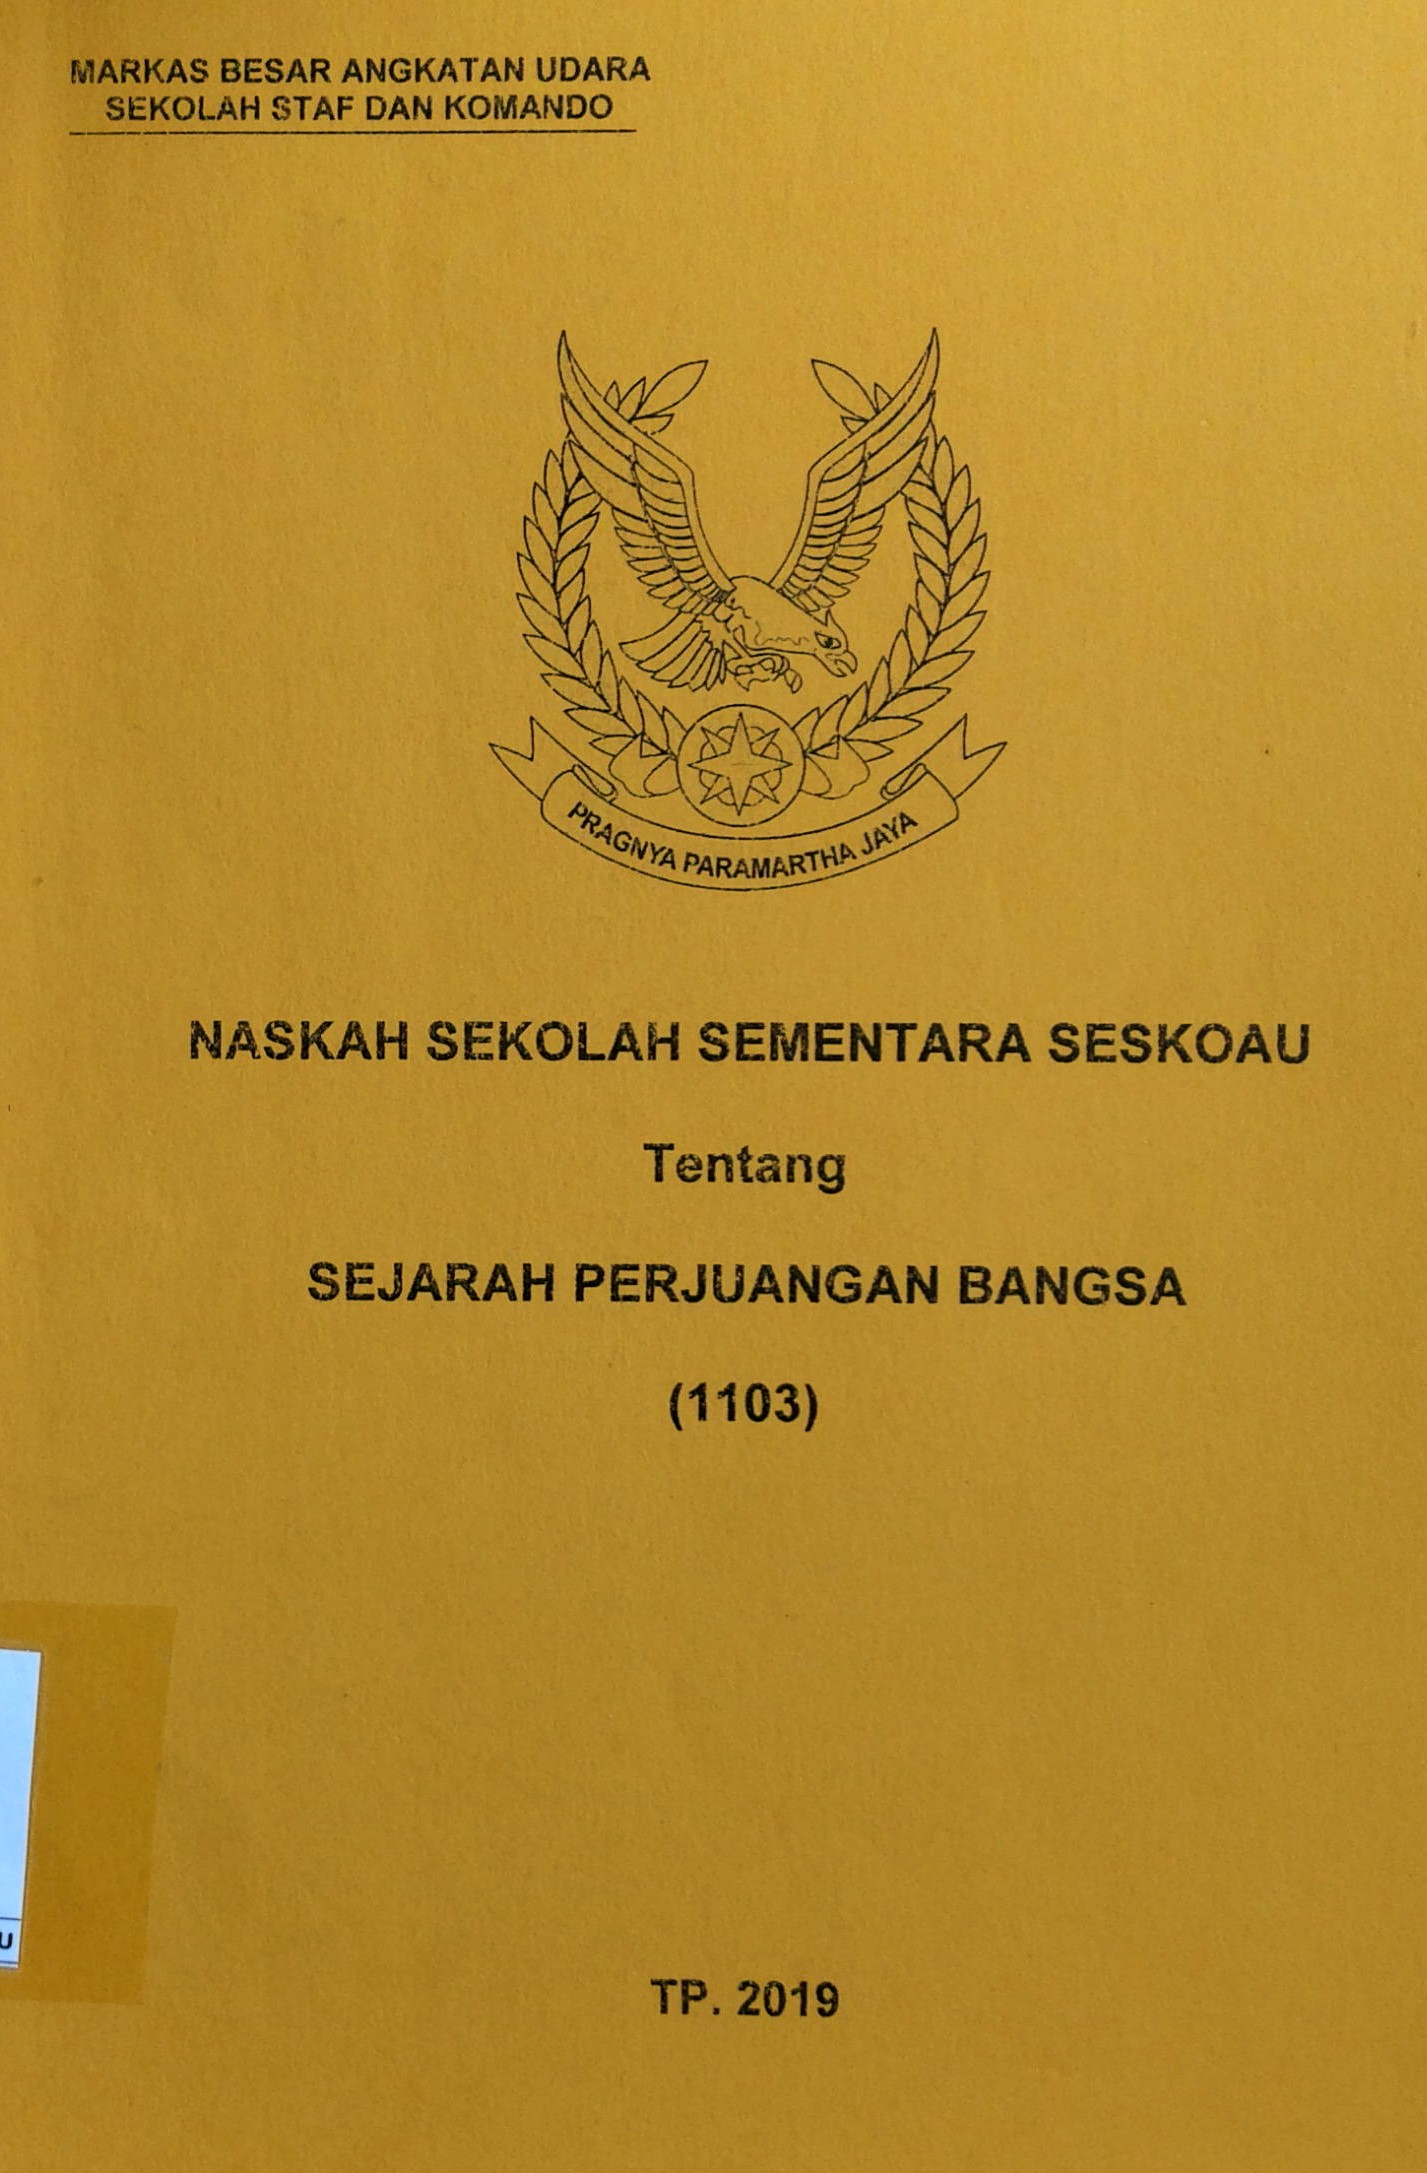 MARKAS BESAR ANGKATAN UDARA
SEKOLAH STAF DAN KOMANDO
PRAGNYA PARAMARTHA JAYA
NASKAH SEKOLAH SEMENTARA SESKOAU
Tentang
SEJARAH PERJUANGAN BANGSA
(1103)
U
TP. 2019